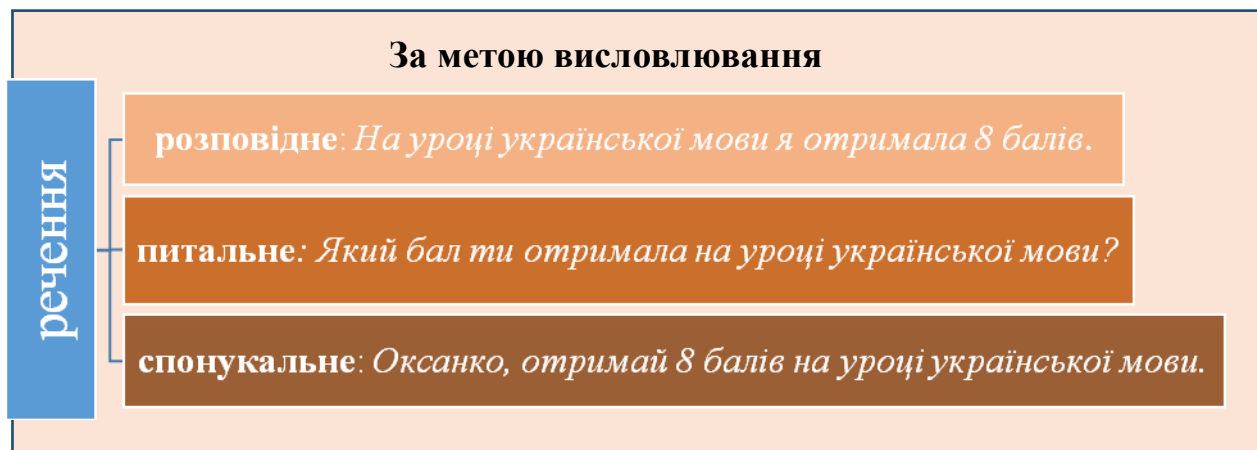 За метою висловлювання
речення
розповідне: На уроці української мови я отримала 8 балів.
питальне: Який бал ти отримала на уроці української мови?
спонукальне: Оксанко, отримай 8 балів на уроці української мови.